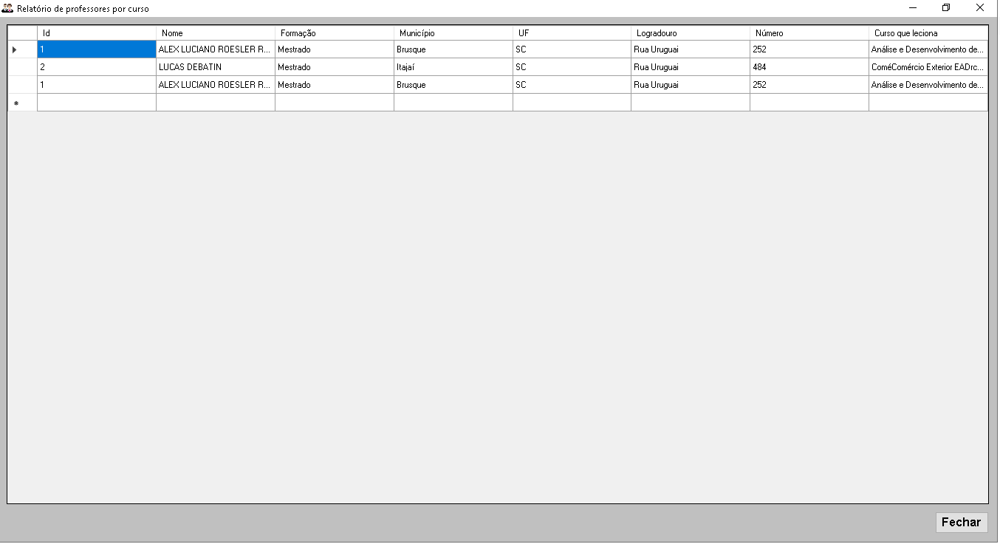 Relatório de professores por curso
Id Nome Formação Município UF Logradouro Número Curso que leciona
1 ALEX LUCIANO ROESLER R... Mestrado Brusque SC Rua Uruguai 252 Análise e Desenvolvimento de...
2 LUCAS DEBATIN Mestrado Itajaí SC Rua Uruguai 484 ComéComércio Exterior EADrc...
1 ALEX LUCIANO ROESLER R... Mestrado Brusque SC Rua Uruguai 252 Análise e Desenvolvimento de...
Fechar